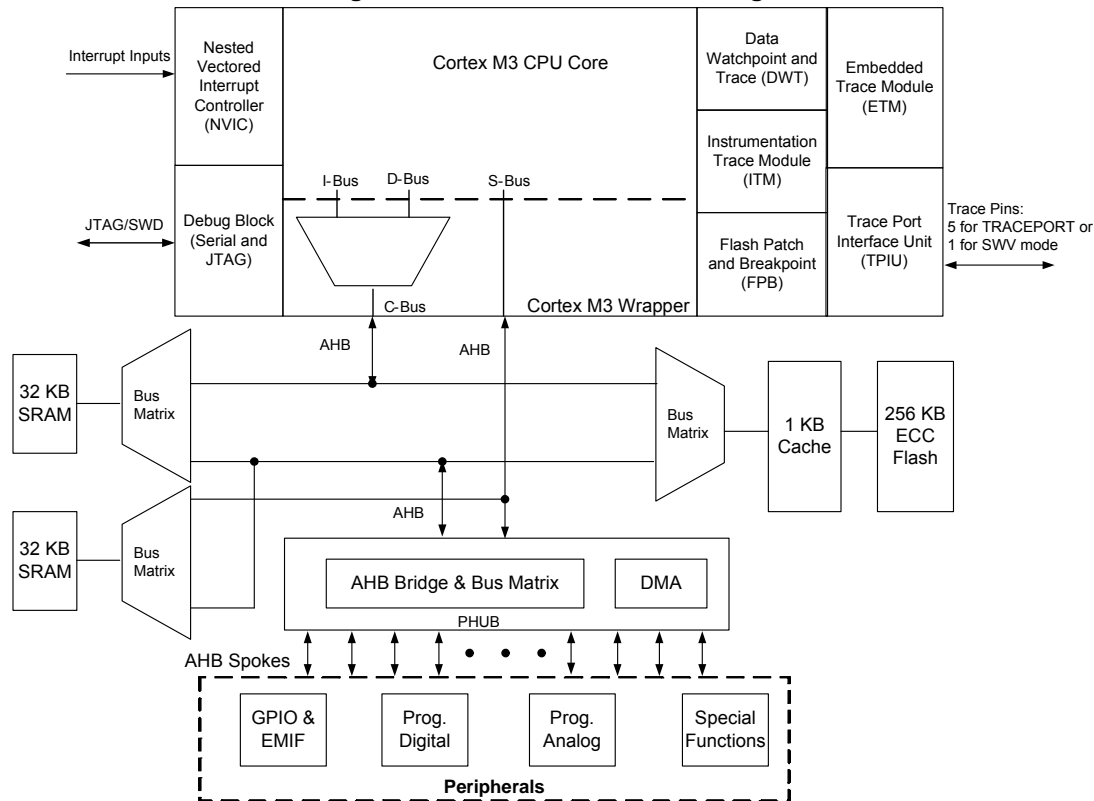 Interrupt Inputs
Nested
Vectored
Interrupt
Controller
(NVIC)
Cortex M3 CPU Core
Data
Watchpoint and
Trace (DWT)
Embedded
Trace Module
(ETM)
Instrumentation
Trace Module
(ITM)
JTAG/SWD
Debug Block
(Serial and
JTAG)
I-Bus
D-Bus
S-Bus
C-Bus
Cortex M3 Wrapper
Flash Patch
and Breakpoint
(FPB)
Trace Port
Interface Unit
(TPIU)
Trace Pins:
5 for TRACEPORT or
1 for SWV mode
AHB
AHB
32 KB
SRAM
Bus
Matrix
Bus
Matrix
1 KB
Cache
256 KB
ECC
Flash
AHB
32 KB
SRAM
Bus
Matrix
AHB Bridge & Bus Matrix
DMA
PHUB
AHB Spokes
GPIO &
EMIF
Prog.
Digital
Prog.
Analog
Special
Functions
Peripherals